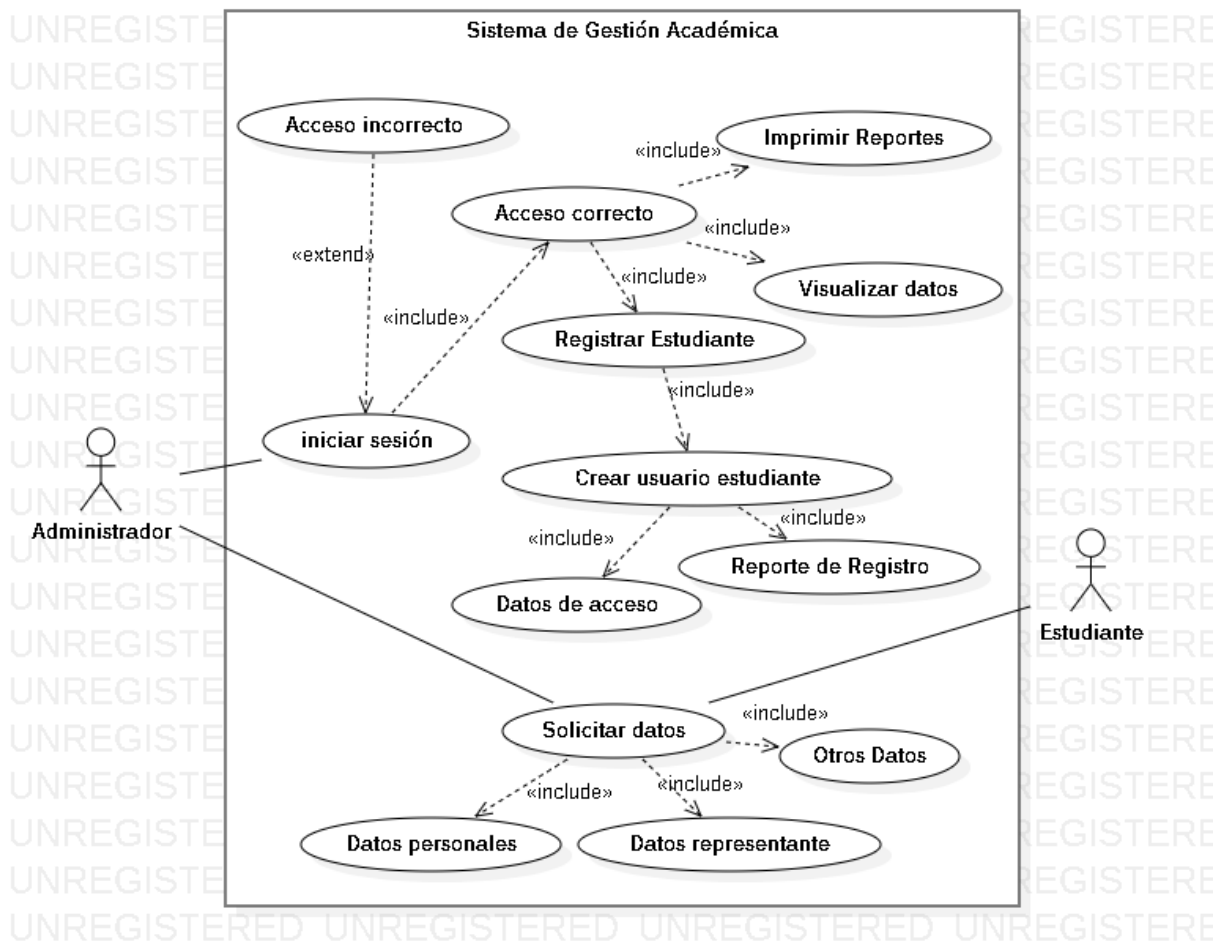 Sistema de Gestión Académica
Acceso incorrecto
Imprimir Reportes
«include»
Acceso correcto
«include»
«extend»
«include»
Visualizar datos
«include»
Registrar Estudiante
«include»
iniciar sesión
Crear usuario estudiante
Administrador
«include»
«include»
Reporte de Registro
Datos de acceso
Estudiante
«include»
Solicitar datos
Otros Datos
«include»
«include»
Datos personales
Datos representante
UNREGISTERED UNREGISTERED UNREGISTERED UNREGISTERE